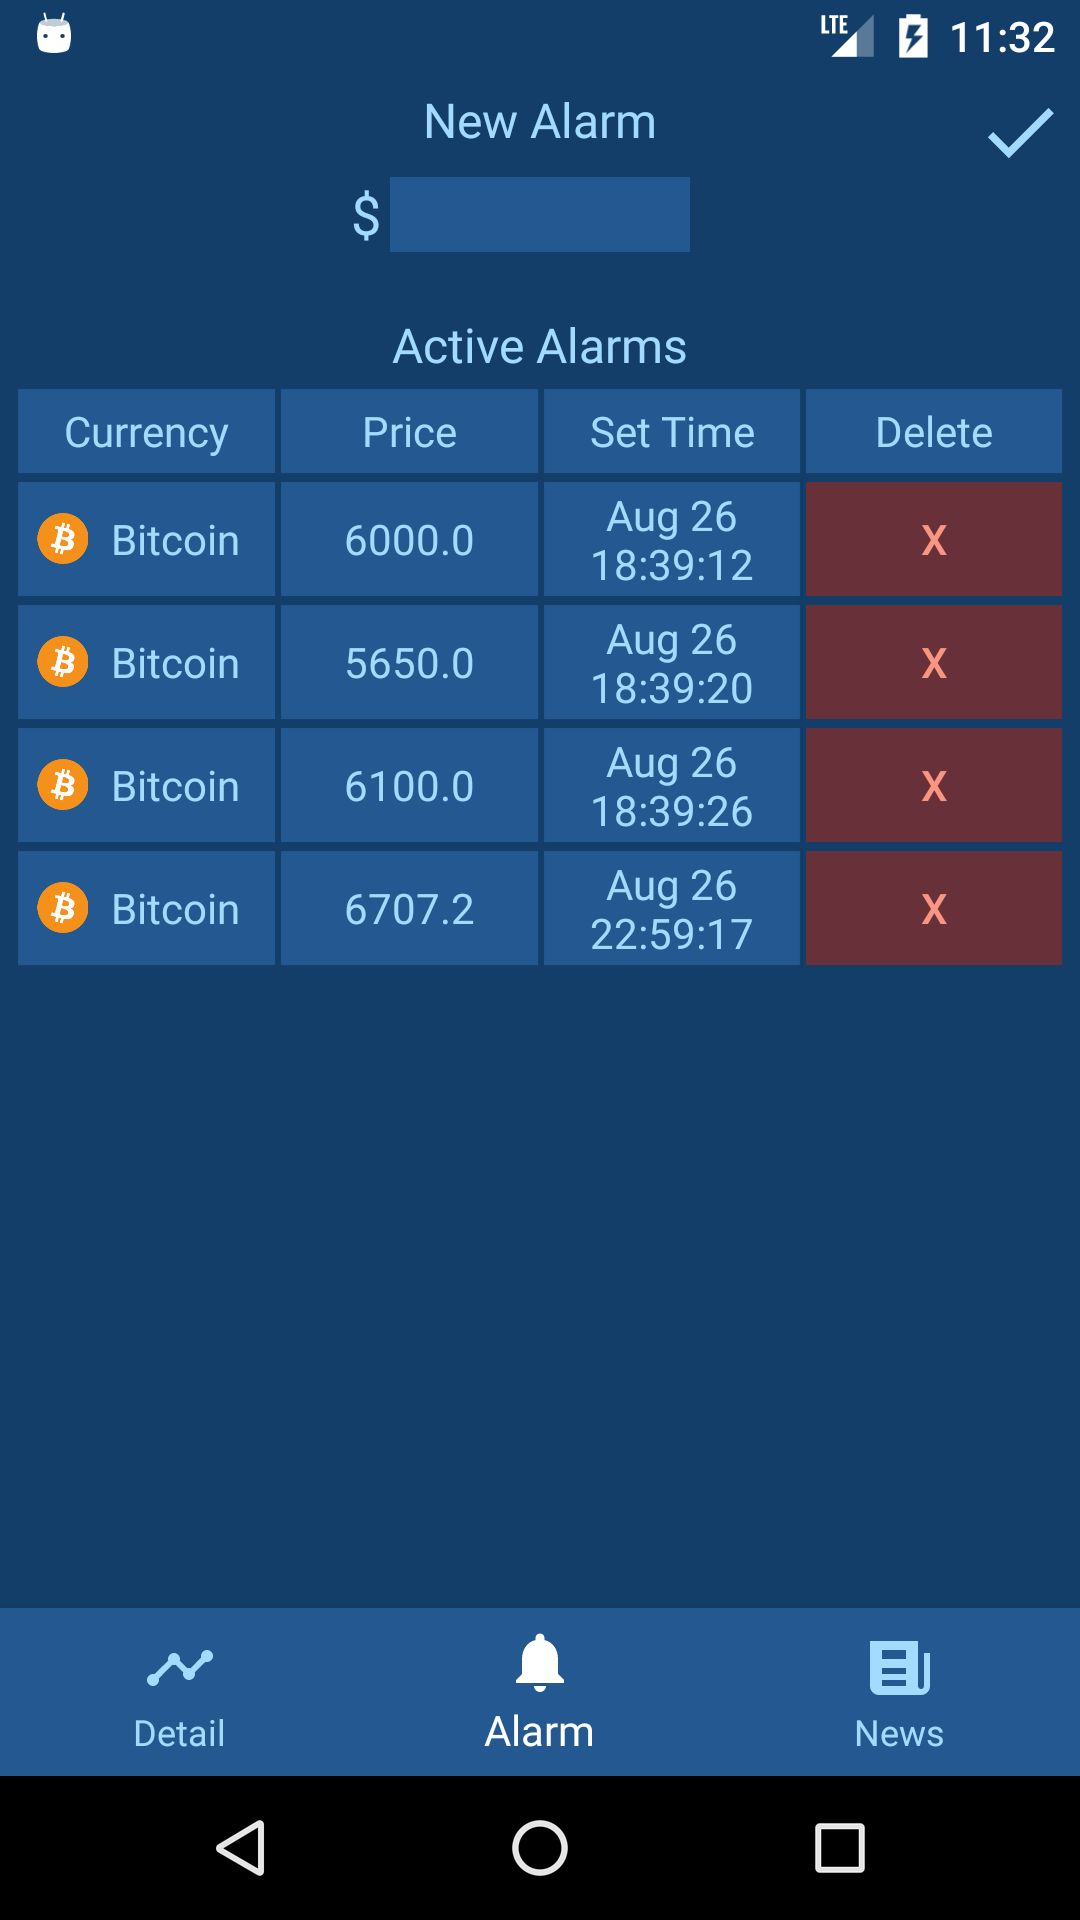 LTE 11:32
New Alarm
$
Active Alarms
Currency Price Set Time Delete
Bitcoin 6000.0 Aug 26 18:39:12 X
Bitcoin 5650.0 Aug 26 18:39:20 X
Bitcoin 6100.0 Aug 26 18:39:26 X
Bitcoin 6707.2 Aug 26 22:59:17 X
Detail Alarm News